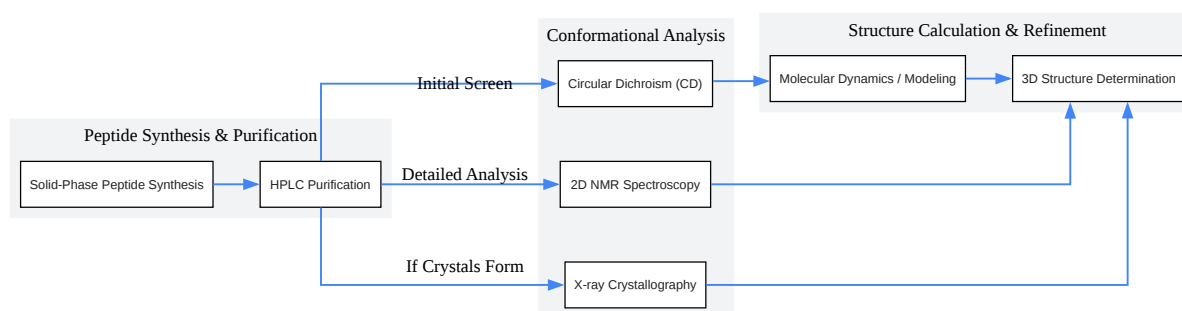 Structure Calculation & Refinement
Conformational Analysis
Molecular Dynamics / Modeling
3D Structure Determination
Initial Screen
Circular Dichroism (CD)
Peptide Synthesis & Purification
Solid-Phase Peptide Synthesis
HPLC Purification
Detailed Analysis
2D NMR Spectroscopy
If Crystals Form
X-ray Crystallography